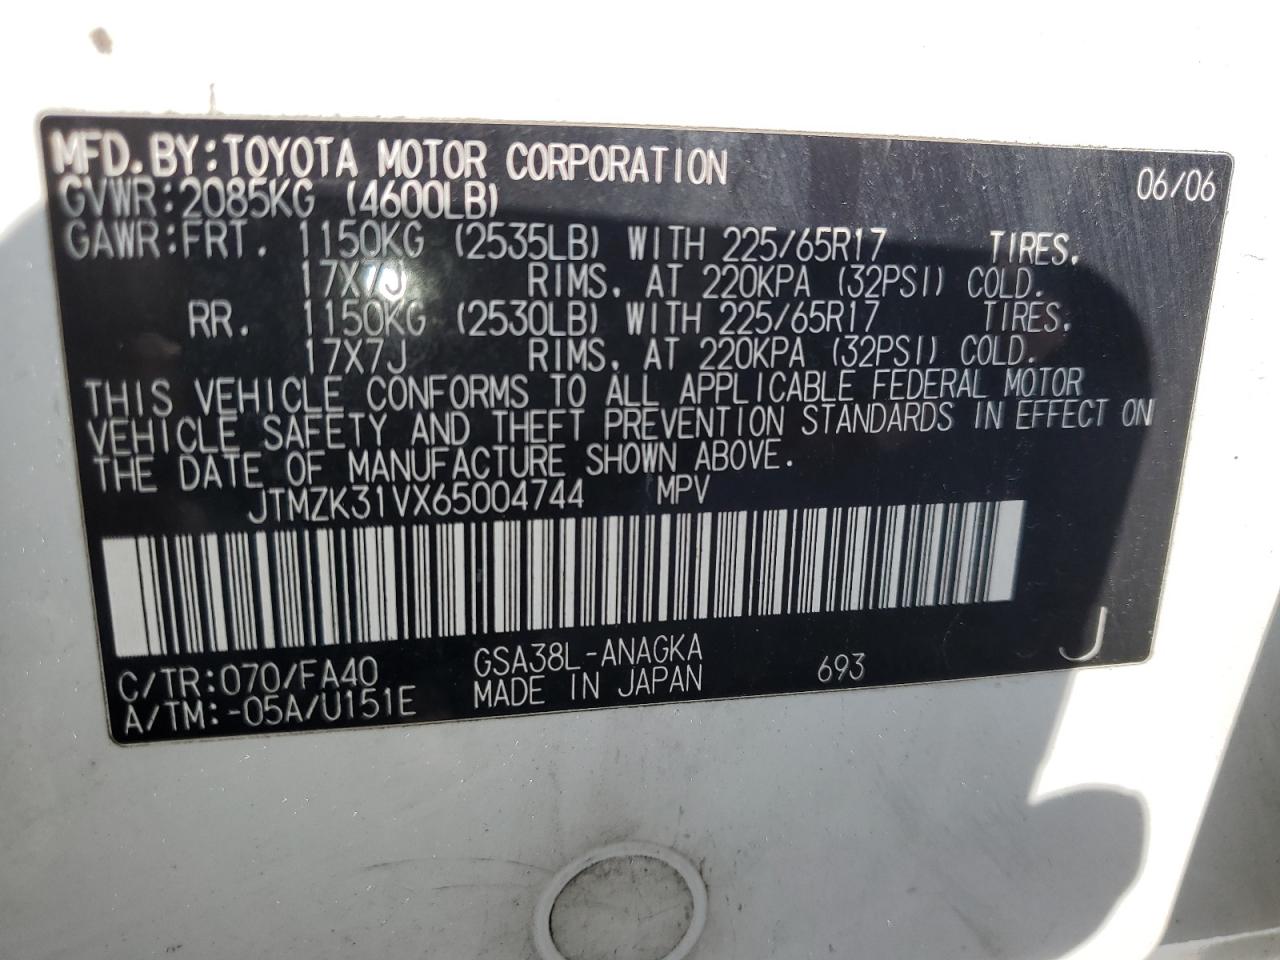 MFD.BY:TOYOTA MOTOR CORPORATION 06/06
GVWR:2085KG (4600LB)
GAWR:FRT. 1150KG (2535LB) WITH 225/65R17 TIRES,
17X7J RIMS, AT 220KPA (32PSI) COLD.
RR. 1150KG (2530LB) WITH 225/65R17 TIRES,
17X7J RIMS, AT 220KPA (32PSI) COLD.
THIS VEHICLE CONFORMS TO ALL APPLICABLE FEDERAL MOTOR
VEHICLE SAFETY AND THEFT PREVENTION STANDARDS IN EFFECT ON
THE DATE OF MANUFACTURE SHOWN ABOVE.
JTMZK31VX65004744 MPV
C/TR:070/FA40 GSA38L-ANAGKA 693 J
A/TM:-05A/U151E MADE IN JAPAN